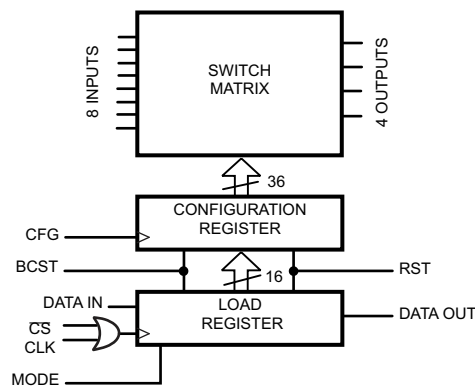 8 INPUTS
SWITCH
MATRIX
4 OUTPUTS
36
CONFIGURATION
REGISTER
CFG
BCST
16
RST
DATA IN
LOAD
REGISTER
DATA OUT
C̅S̅
CLK
MODE